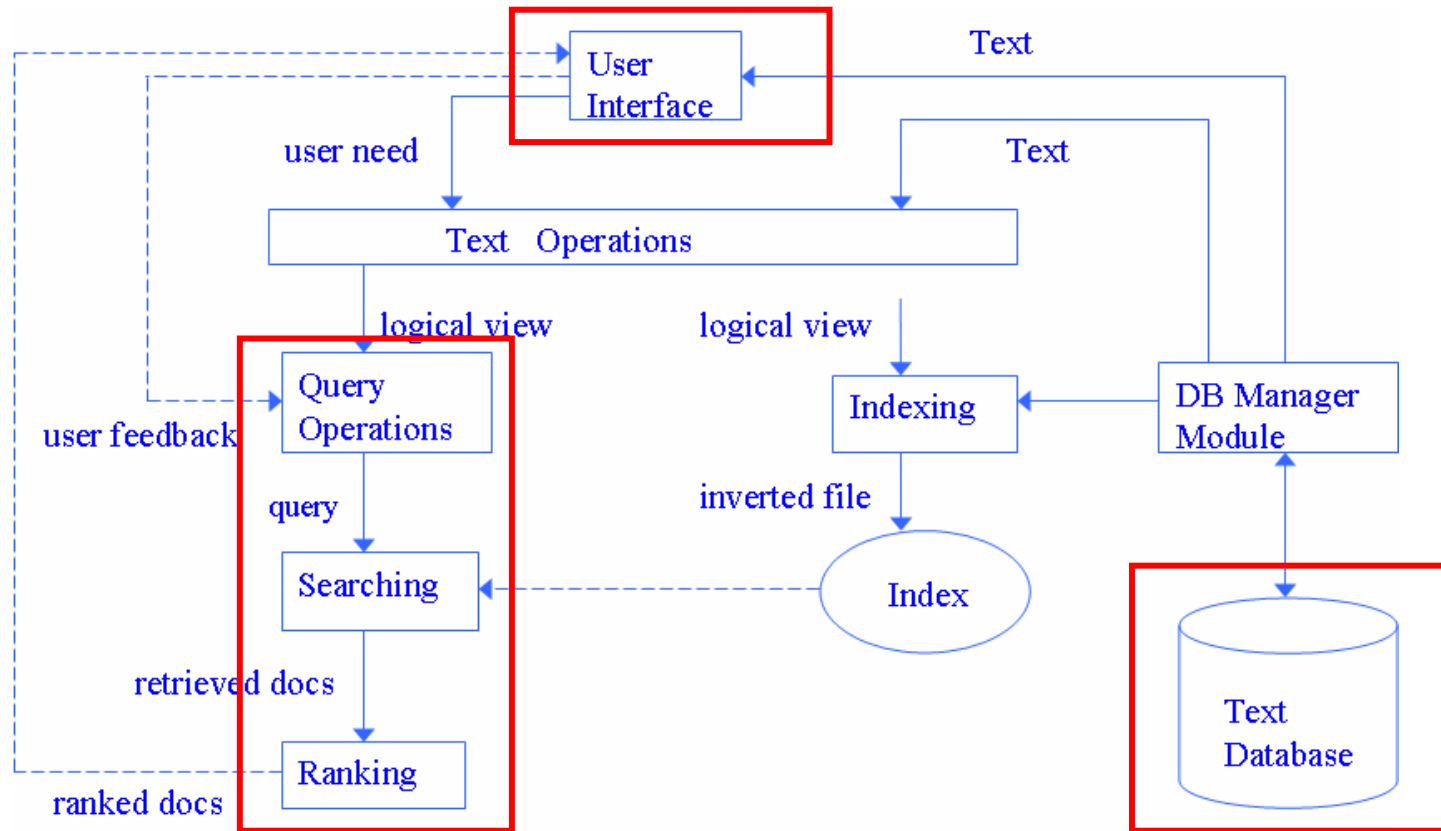 Text
User
Interface
user need
Text
Text Operations
logical view
logical view
Query
Operations
Indexing
DB Manager
Module
user feedback
query
inverted file
Searching
Index
retrieved docs
Text
Database
Ranking
ranked docs